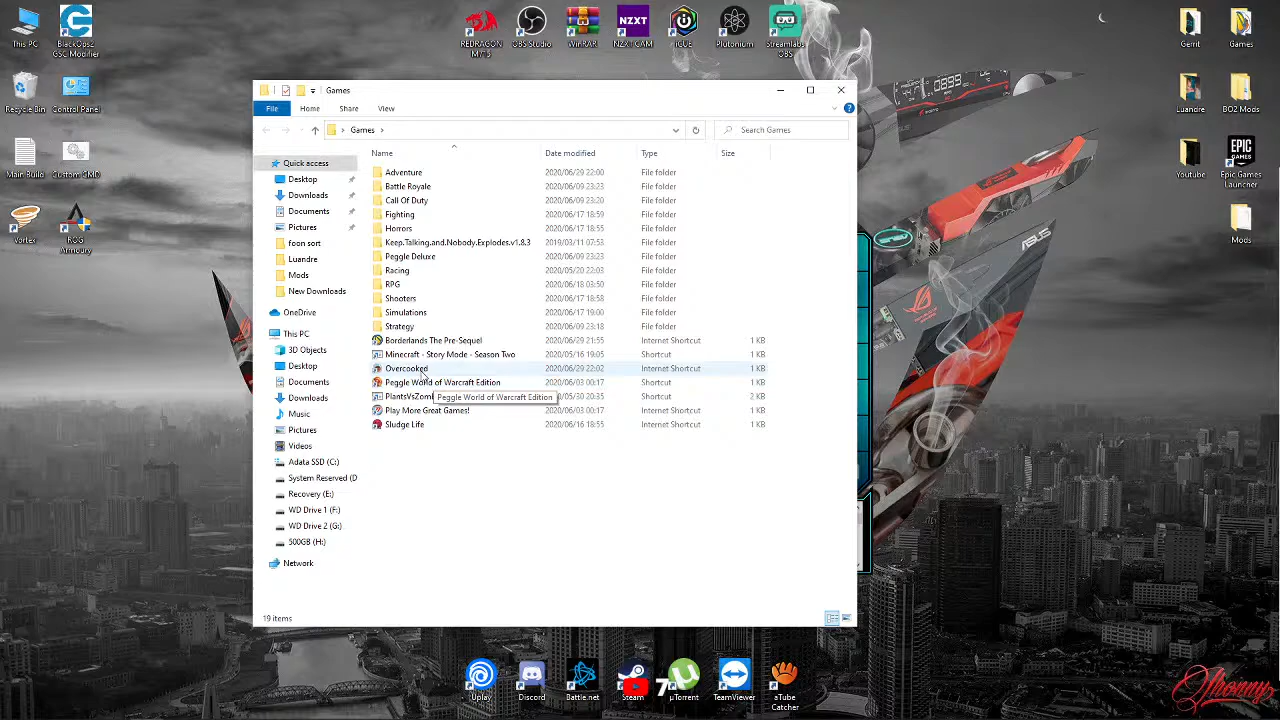 This PC
BlackOps2
GSC Modifier
REDRAGON
M715
OBS Studio
WinRAR
NZXT CAM
iCUE
Plutonium
Streamlabs
OBS
Gerrit
Games
Recycle Bin
Control Panel
Luandre
BO2 Mods
Main Build
Custom CMD
Youtube
Epic Games
Launcher
Vortex
ROG
Armoury
Mods
Games
File
Home
Share
View
Games
Search Games
Name
Date modified
Type
Size
Quick access
Desktop
Downloads
Documents
Pictures
foon sort
Luandre
Mods
New Downloads
OneDrive
This PC
3D Objects
Desktop
Documents
Downloads
Music
Pictures
Videos
Adata SSD (C:)
System Reserved (D
Recovery (E:)
WD Drive 1 (F:)
WD Drive 2 (G:)
500GB (H:)
Network
Adventure 2020/06/29 22:00 File folder
Battle Royale 2020/06/09 23:23 File folder
Call Of Duty 2020/06/09 23:20 File folder
Fighting 2020/06/17 18:59 File folder
Horrors 2020/06/17 18:55 File folder
Keep.Talking.and.Nobody.Explodes.v1.8.3 2019/03/11 07:53 File folder
Peggle Deluxe 2020/06/09 23:23 File folder
Racing 2020/05/20 22:03 File folder
RPG 2020/06/18 03:50 File folder
Shooters 2020/06/17 18:58 File folder
Simulations 2020/06/17 19:00 File folder
Strategy 2020/06/09 23:18 File folder
Borderlands The Pre-Sequel 2020/06/29 21:55 Internet Shortcut 1 KB
Minecraft - Story Mode - Season Two 2020/05/16 19:05 Shortcut 1 KB
Overcooked 2020/06/29 22:02 Internet Shortcut 1 KB
Peggle World of Warcraft Edition 2020/06/03 00:17 Shortcut 1 KB
PlantsVsZom /05/30 20:35 Shortcut 2 KB
Peggle World of Warcraft Edition
Play More Great Games! 2020/06/03 00:17 Internet Shortcut 1 KB
Sludge Life 2020/06/16 18:55 Internet Shortcut 1 KB
19 items
Uplay
Discord
Battle.net
Steam
7
µTorrent
TeamViewer
aTube
Catcher
ASUS
0899
Jhonny